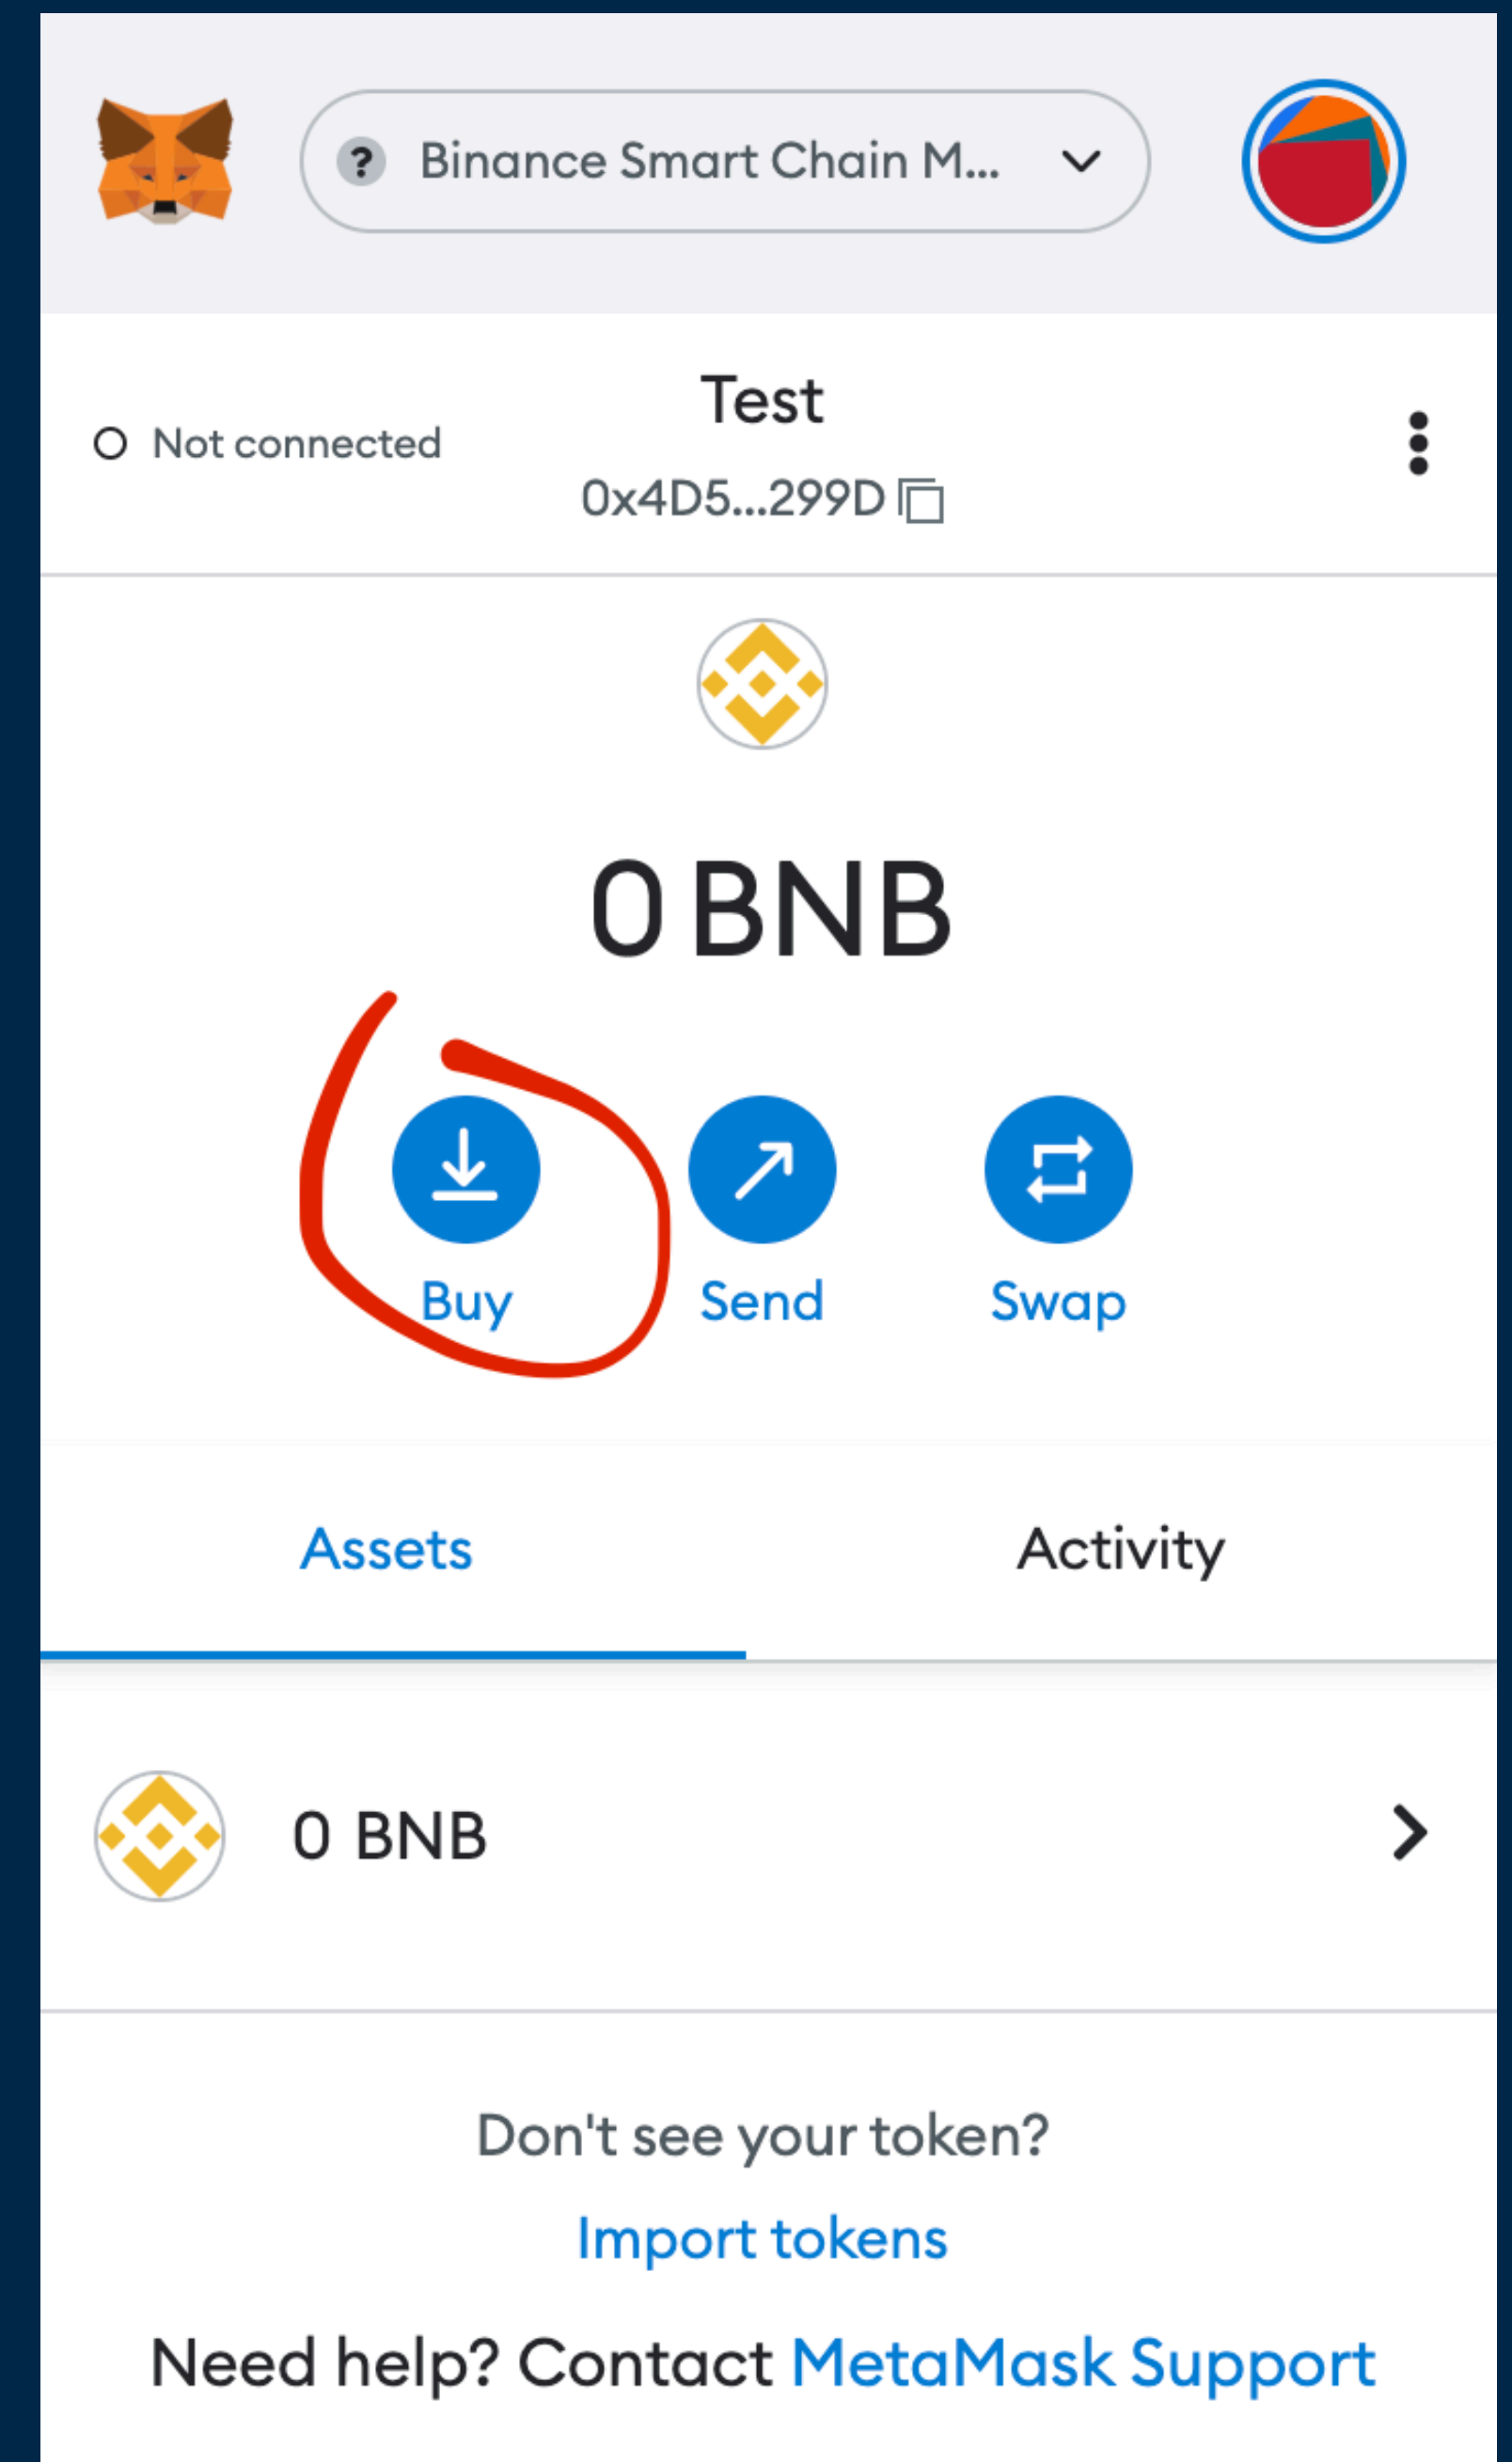 ? Binance Smart Chain M...
Test
Not connected
0x4D5...299D
0 BNB
Buy Send Swap
Assets Activity
0 BNB
Don't see your token?
Import tokens
Need help? Contact MetaMask Support